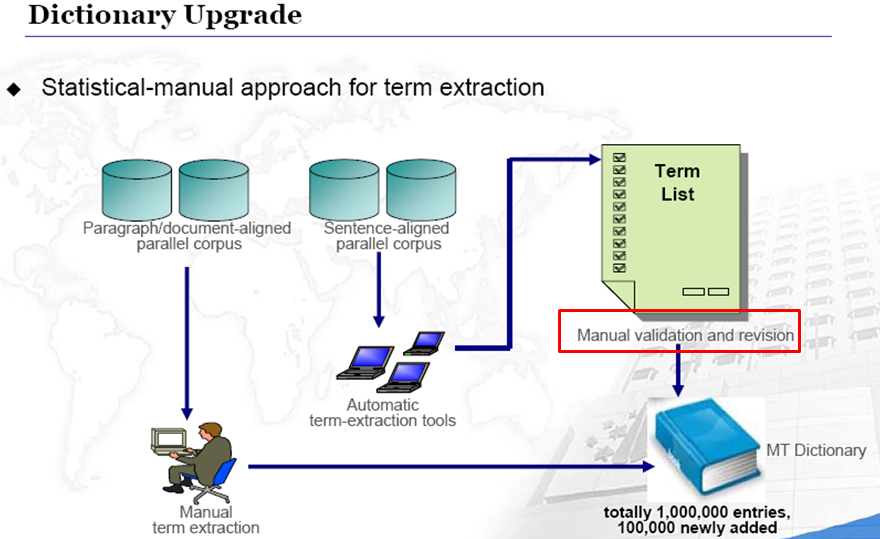 Dictionary Upgrade
◆ Statistical-manual approach for term extraction
Term
List
Paragraph/document-aligned
parallel corpus
Sentence-aligned
parallel corpus
Manual validation and revision
Automatic
term-extraction tools
MT Dictionary
Manual
term extraction
totally 1,000,000 entries,
100,000 newly added